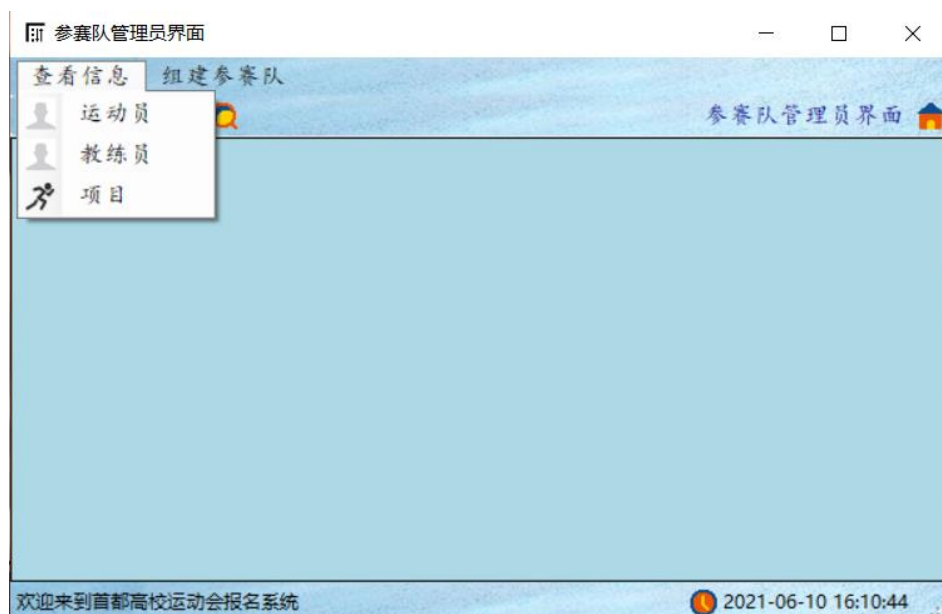 参赛队管理员界面
查看信息 组建参赛队
运动员
参赛队管理员界面
教练员
项目
欢迎来到首都高校运动会报名系统 2021-06-10 16:10:44